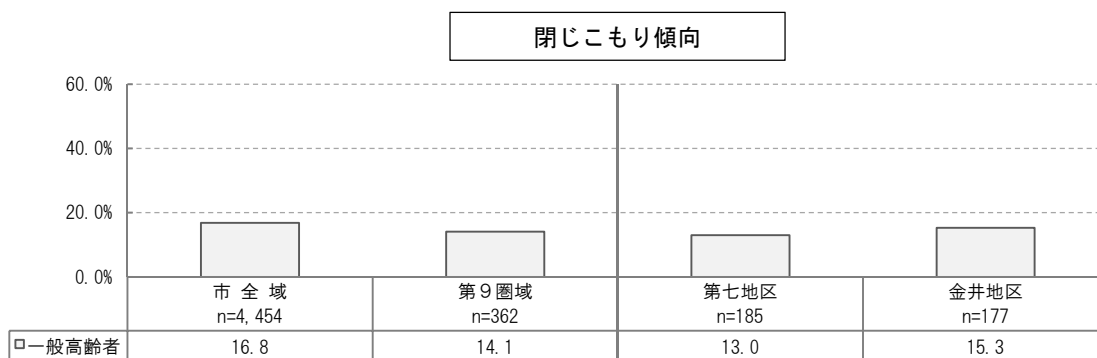 閉じこもり傾向
60.0%
40.0%
20.0%
0.0%
市 全 域 第９圏域 第七地区 金井地区
n=4,454 n=362 n=185 n=177
一般高齢者 16.8 14.1 13.0 15.3